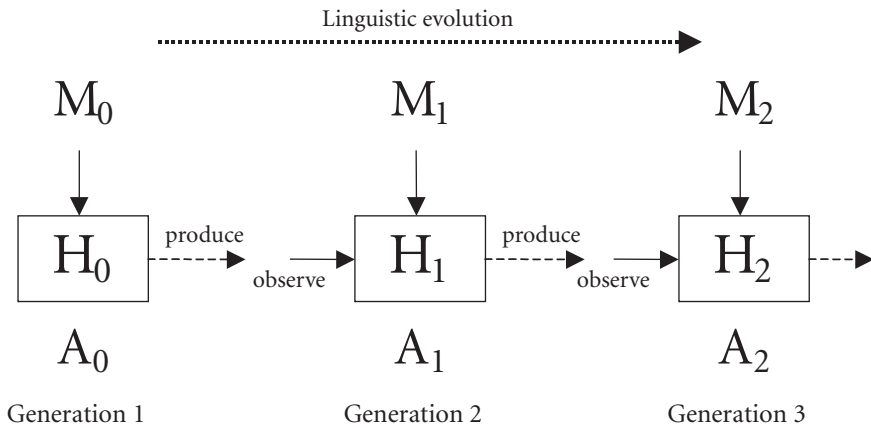 Linguistic evolution
M₀ M₁ M₂
produce produce
H₀ H₁ H₂
observe observe
A₀ A₁ A₂
Generation 1 Generation 2 Generation 3